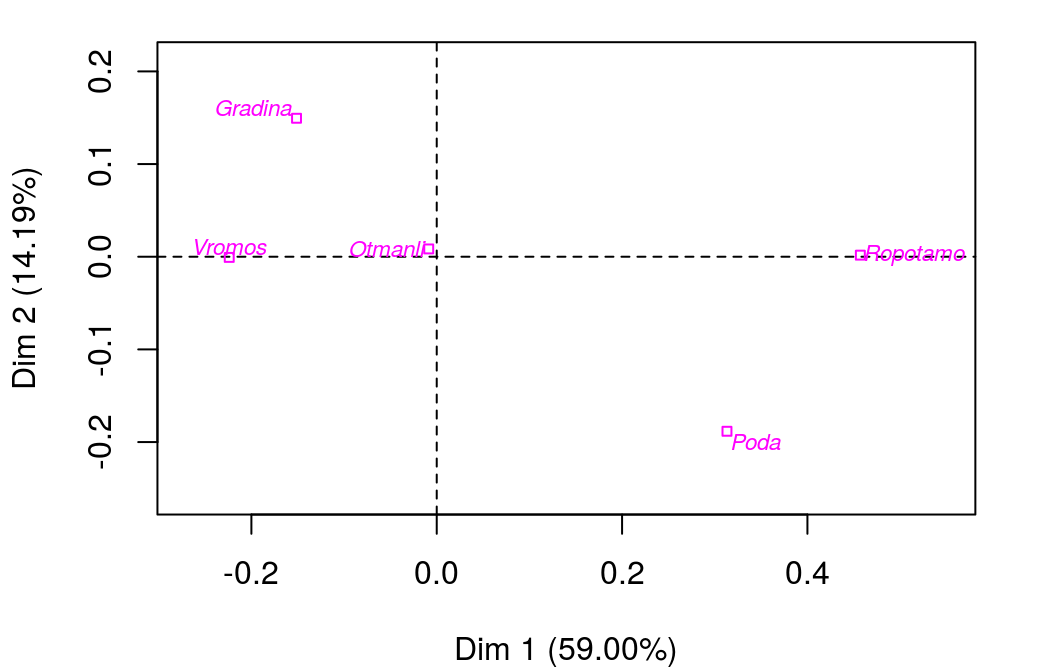 0.2
Gradina
0.1
Vromos
Otmanli
Ropotamo
0.0
-0.1
-0.2
Poda
Dim 2 (14.19%)
-0.2
0.0
0.2
0.4
Dim 1 (59.00%)